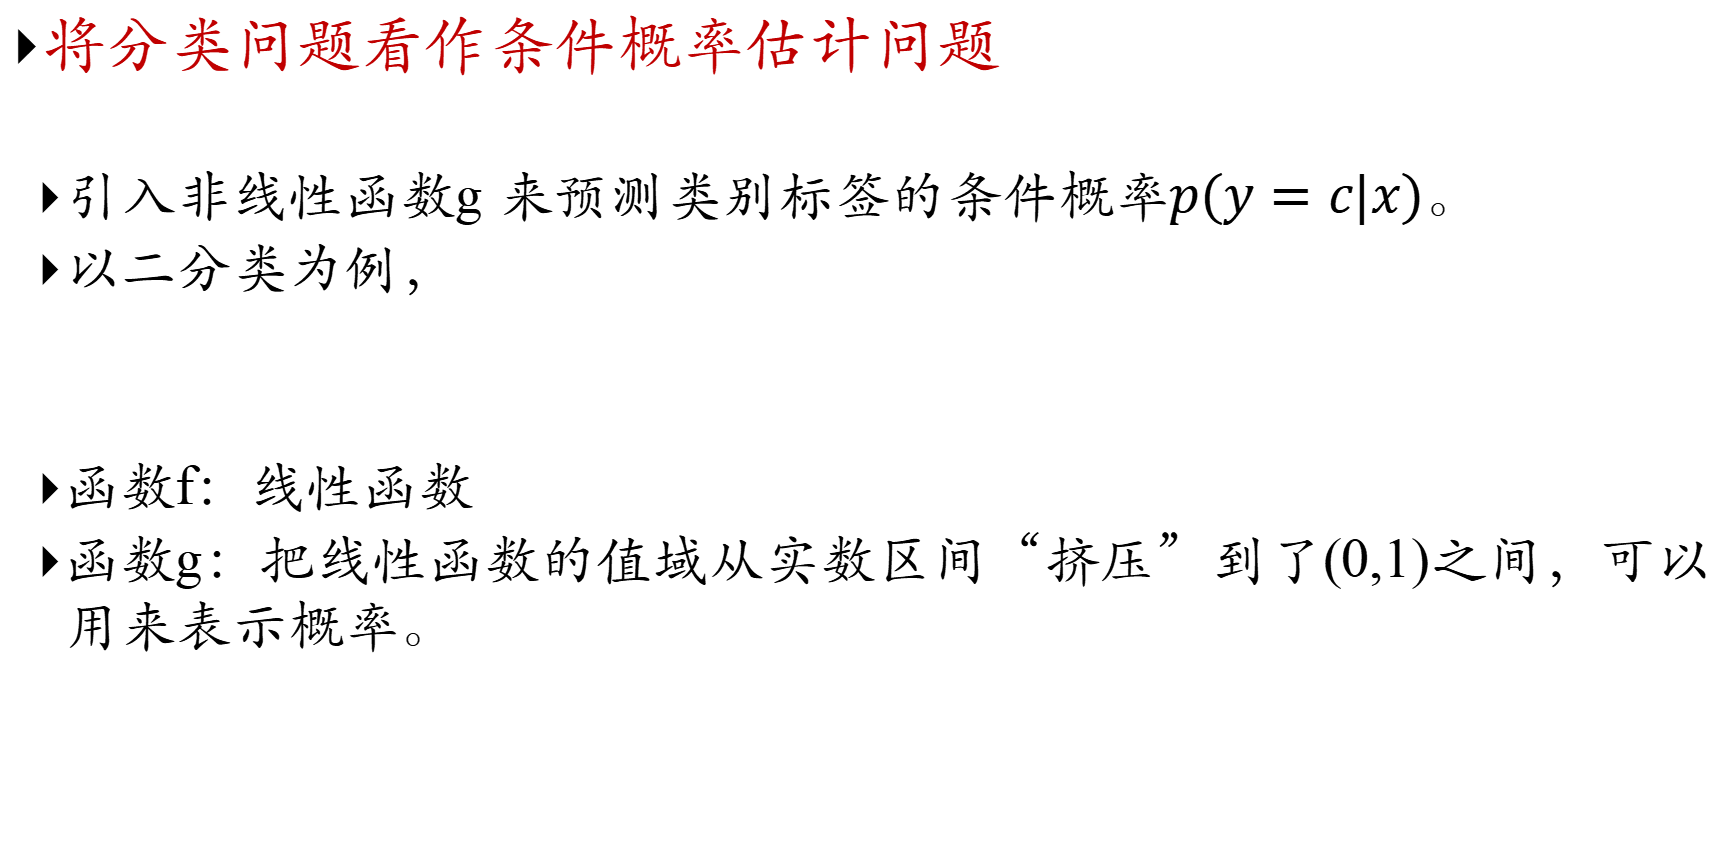 将分类问题看作条件概率估计问题
引入非线性函数g 来预测类别标签的条件概率p(y = c|x)。
以二分类为例，
函数f：线性函数
函数g：把线性函数的值域从实数区间“挤压”到了(0,1)之间，可以
用来表示概率。